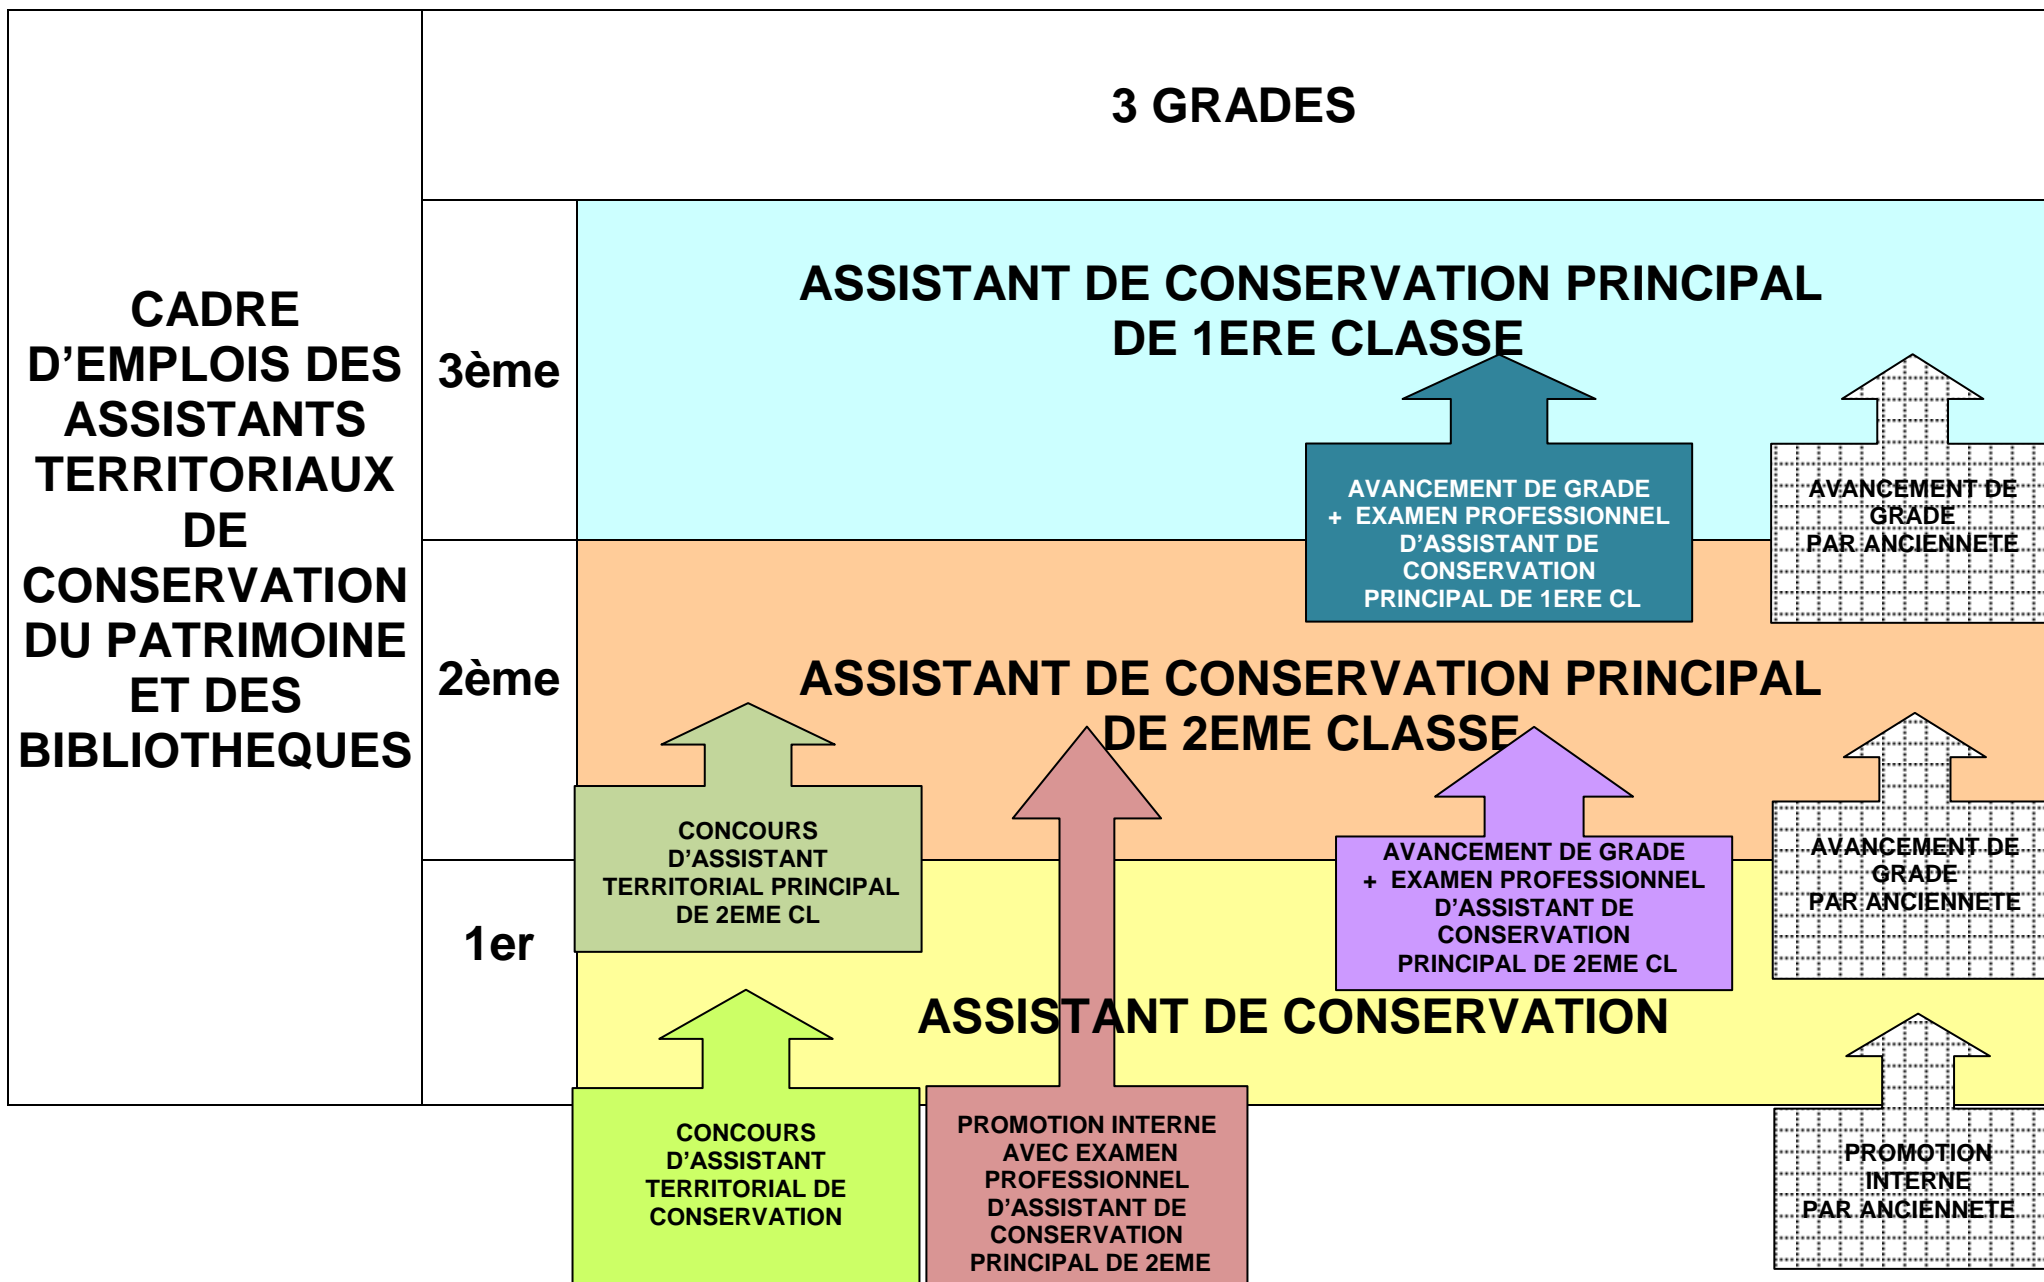 3 GRADES
CADRE
D'EMPLOIS DES
ASSISTANTS
TERRITORIAUX
DE
CONSERVATION
DU PATRIMOINE
ET DES
BIBLIOTHEQUES
3ème
ASSISTANT DE CONSERVATION PRINCIPAL
DE 1ERE CLASSE
AVANCEMENT DE GRADE
+ EXAMEN PROFESSIONNEL
D'ASSISTANT DE
CONSERVATION
PRINCIPAL DE 1ERE CL
AVANCEMENT DE
GRADE
PAR ANCIENNETE
2ème
ASSISTANT DE CONSERVATION PRINCIPAL
DE 2EME CLASSE
CONCOURS
D'ASSISTANT
TERRITORIAL PRINCIPAL
DE 2EME CL
AVANCEMENT DE GRADE
+ EXAMEN PROFESSIONNEL
D'ASSISTANT DE
CONSERVATION
PRINCIPAL DE 2EME CL
AVANCEMENT DE
GRADE
PAR ANCIENNETE
1er
ASSISTANT DE CONSERVATION
CONCOURS
D'ASSISTANT
TERRITORIAL DE
CONSERVATION
PROMOTION INTERNE
AVEC EXAMEN
PROFESSIONNEL
D'ASSISTANT DE
CONSERVATION
PRINCIPAL DE 2EME
PROMOTION
INTERNE
PAR ANCIENNETE